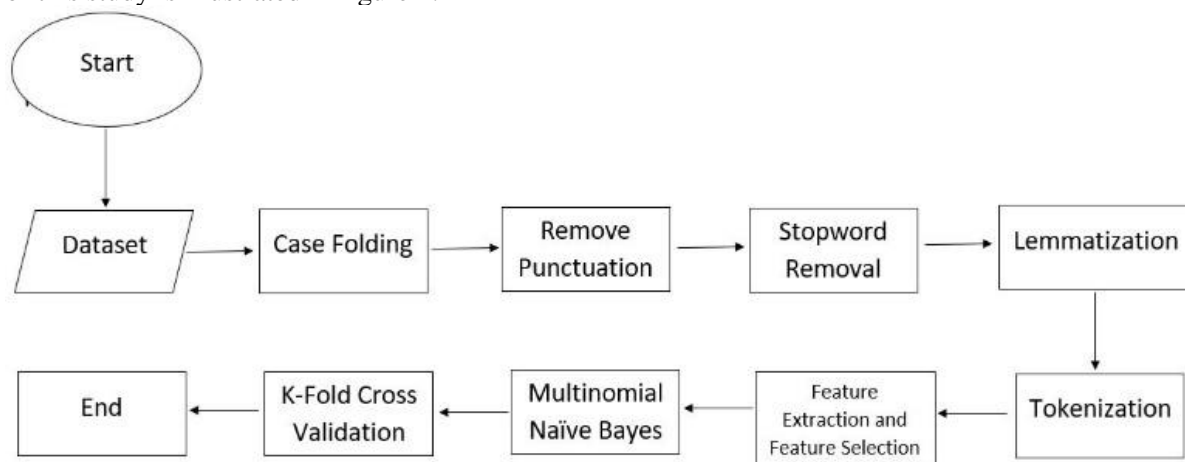 Start
Dataset
Case Folding
Remove
Punctuation
Stopword
Removal
Lemmatization
Tokenization
Feature
Extraction and
Feature Selection
Multinomial
Naïve Bayes
K-Fold Cross
Validation
End